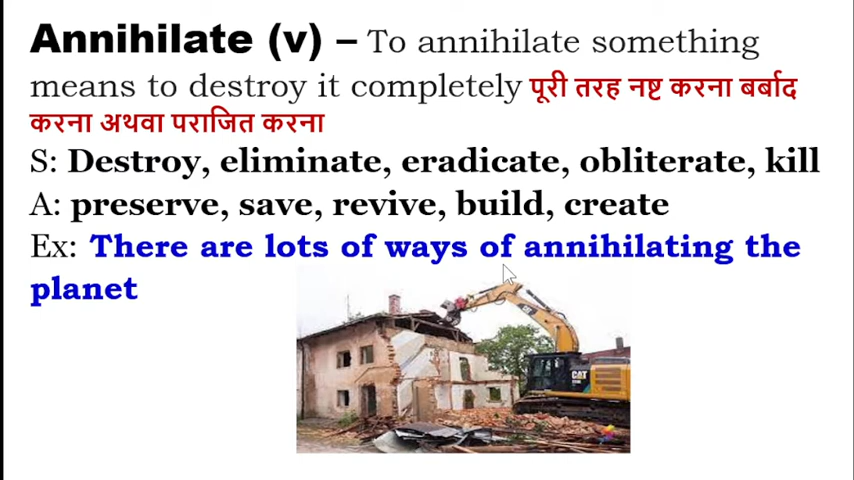 Annihilate (v) – To annihilate something
means to destroy it completely पूरी तरह नष्ट करना बर्बाद
करना अथवा पराजित करना
S: Destroy, eliminate, eradicate, obliterate, kill
A: preserve, save, revive, build, create
Ex: There are lots of ways of annihilating the
planet
CAT